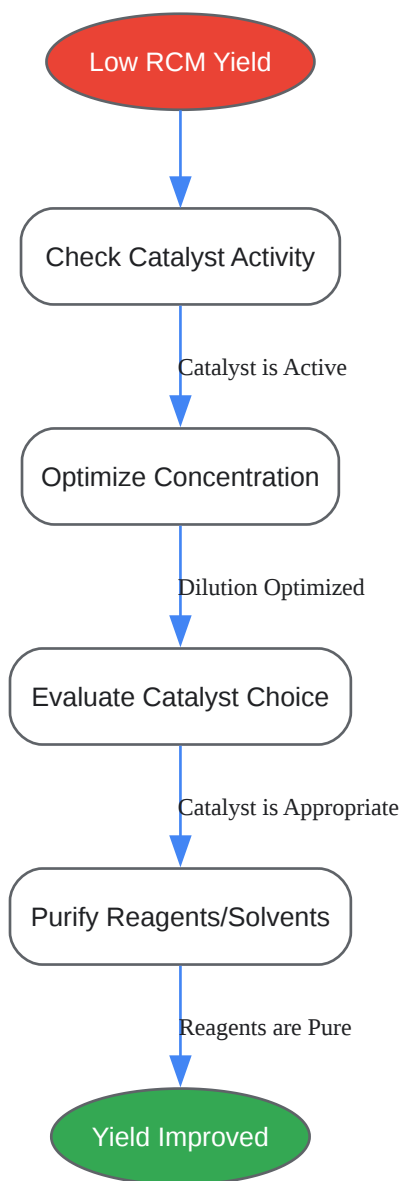 Low RCM Yield
Check Catalyst Activity
Catalyst is Active
Optimize Concentration
Dilution Optimized
Evaluate Catalyst Choice
Catalyst is Appropriate
Purify Reagents/Solvents
Reagents are Pure
Yield Improved